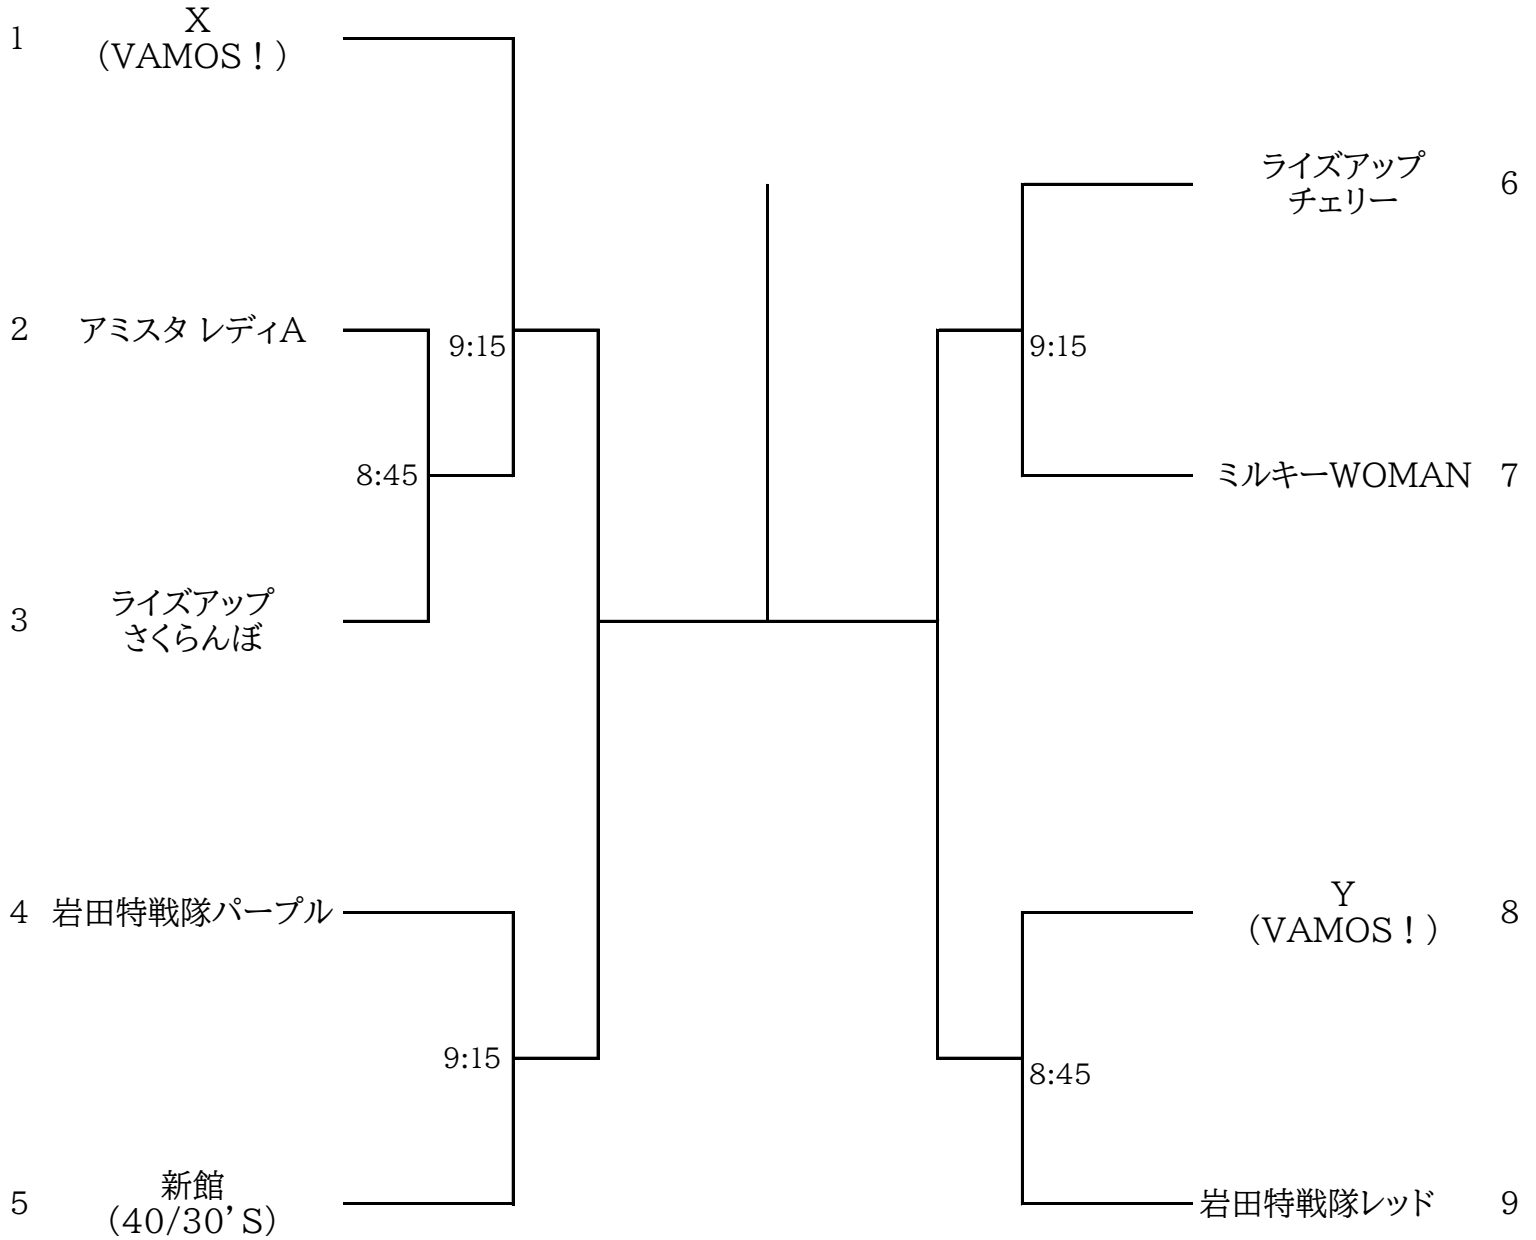 1
X
(VAMOS！)
2
アミスタ レディA
9:15
8:45
3
ライズアップ
さくらんぼ
4
岩田特戦隊パープル
9:15
5
新館
(40/30’S)
ライズアップ
チェリー
6
9:15
ミルキーWOMAN
7
Y
(VAMOS！)
8
8:45
岩田特戦隊レッド
9